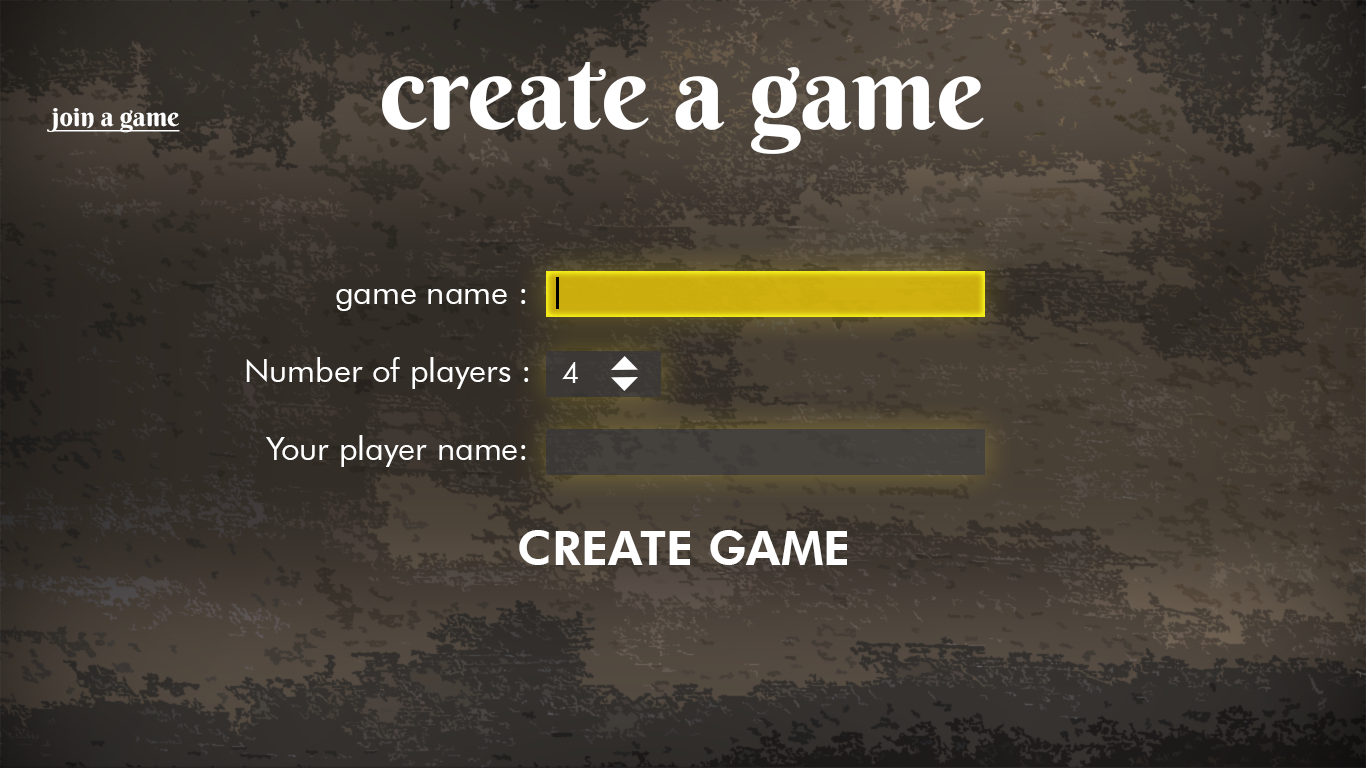 create a game
join a game
game name :
Number of players :
4
Your player name:
CREATE GAME